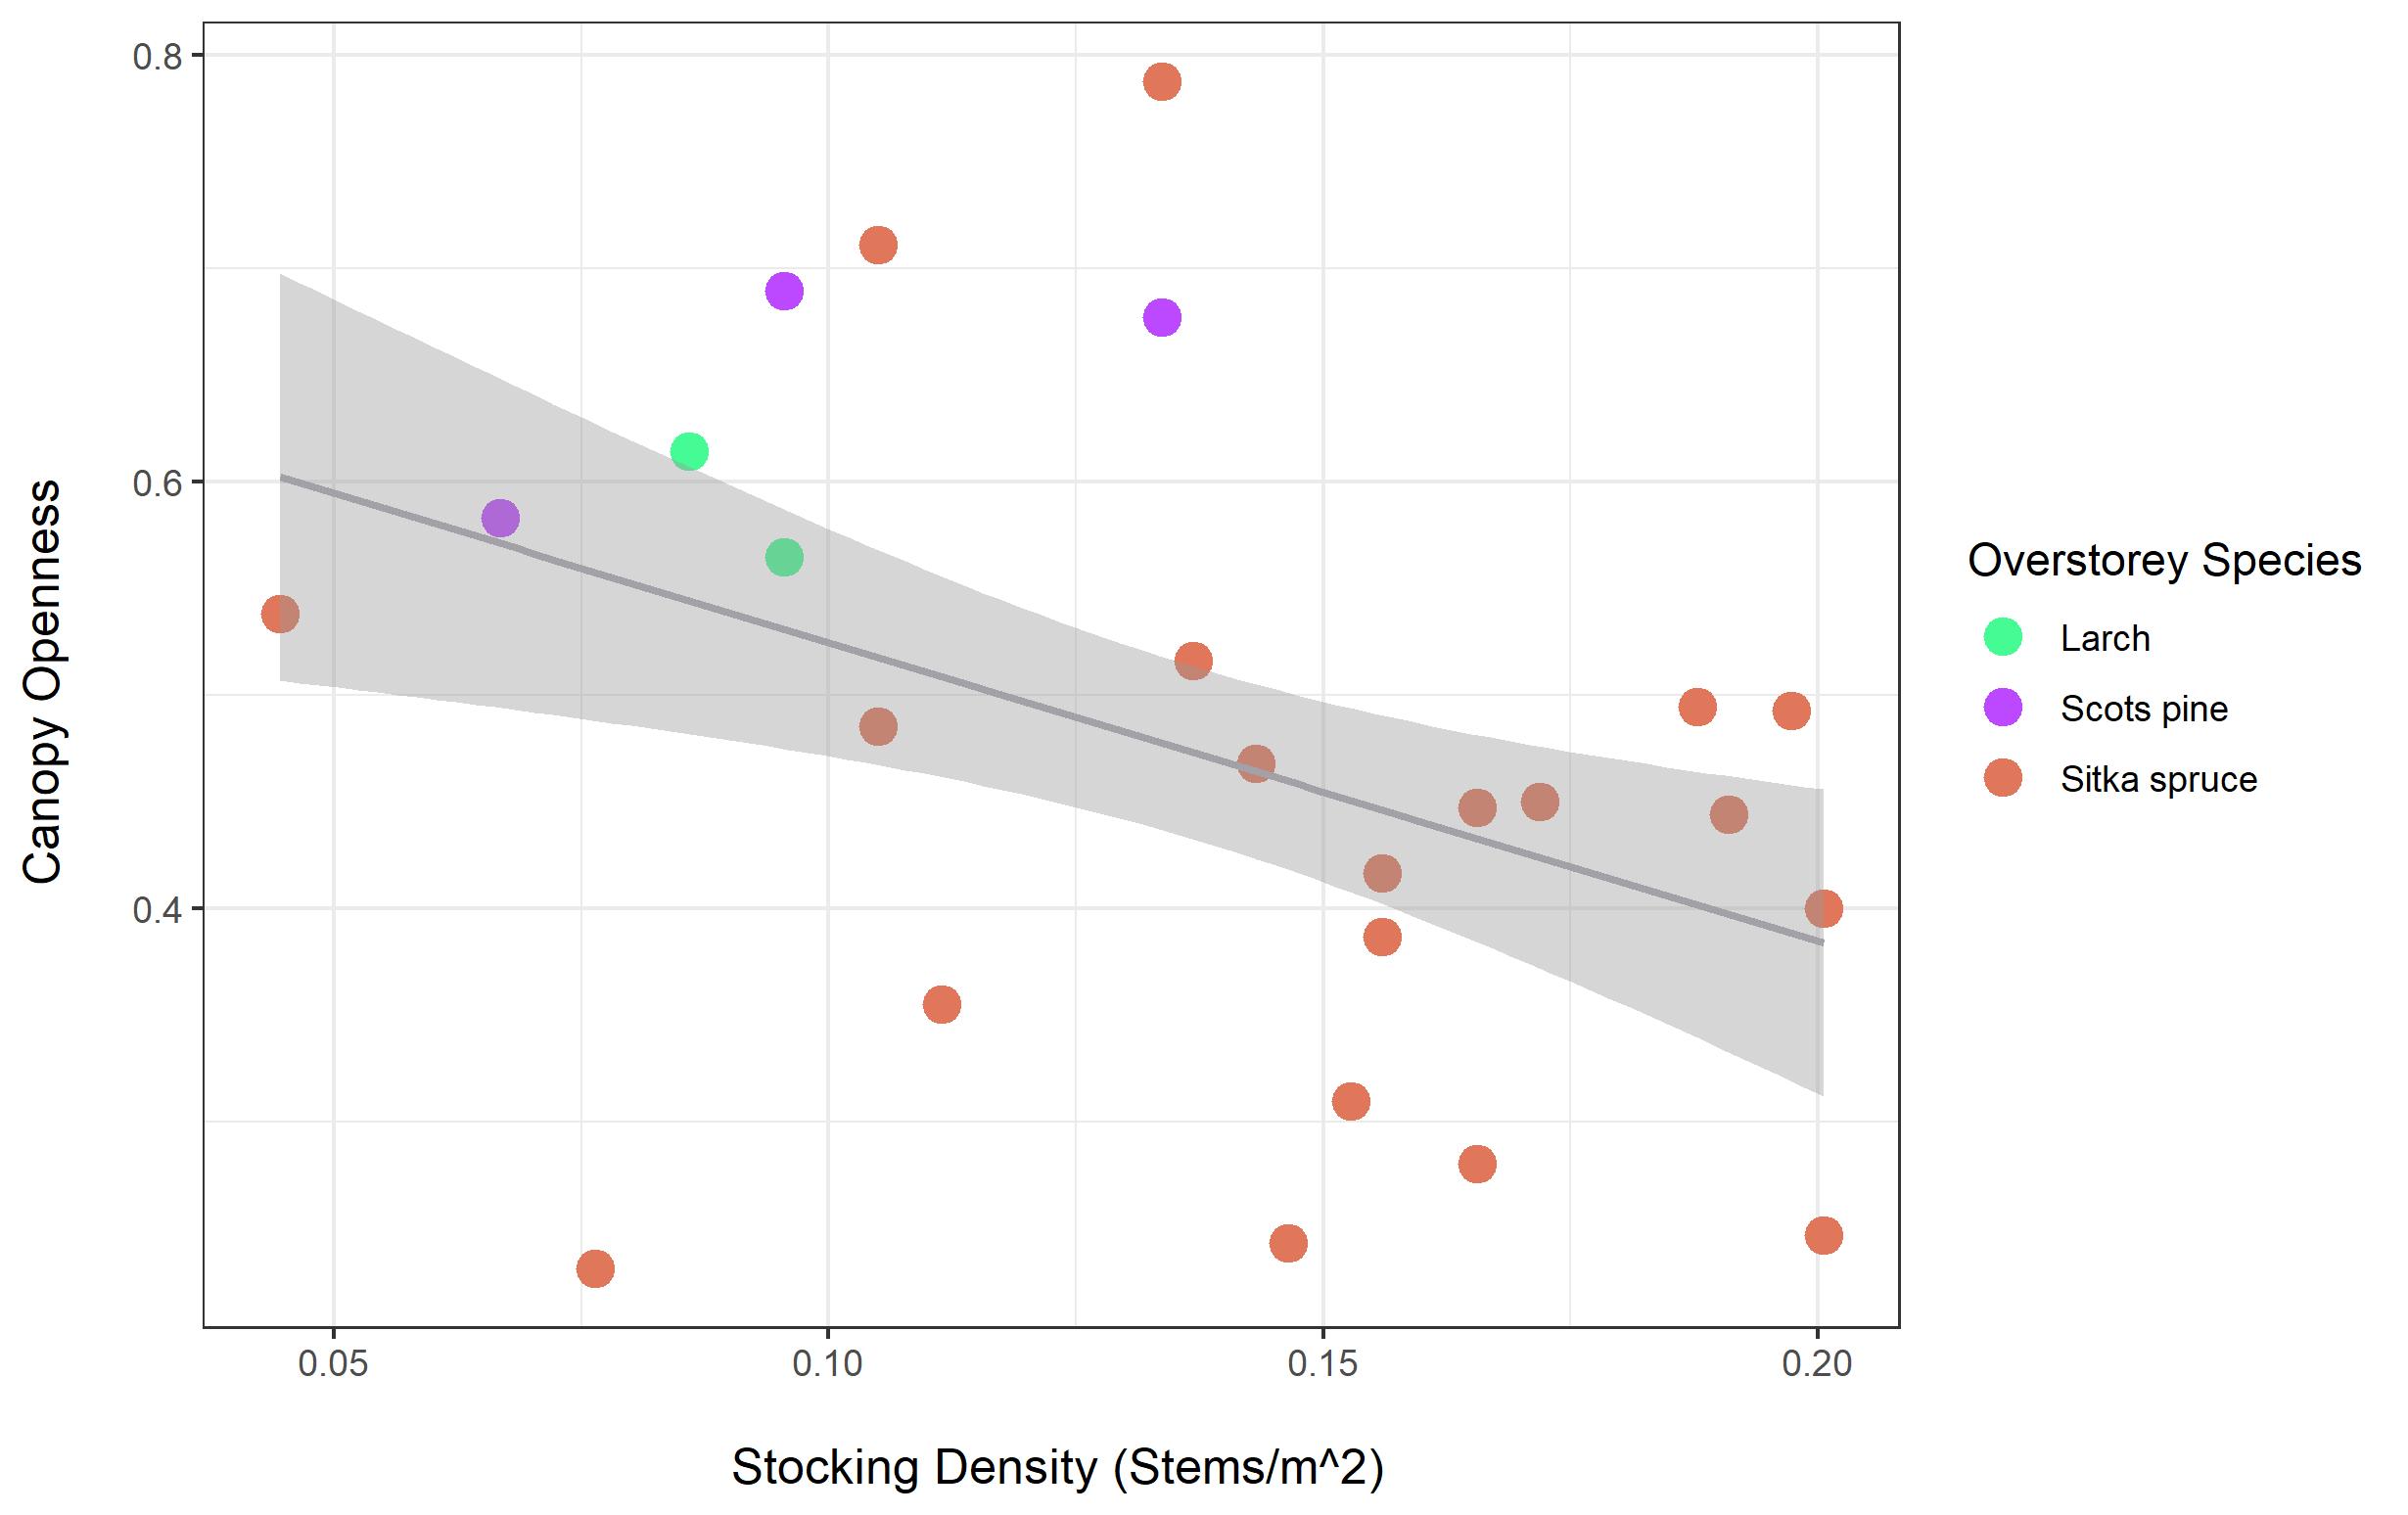 0.8
0.6
0.4
Canopy Openness
0.05 0.10 0.15 0.20
Stocking Density (Stems/m^2)
Overstorey Species
Larch
Scots pine
Sitka spruce